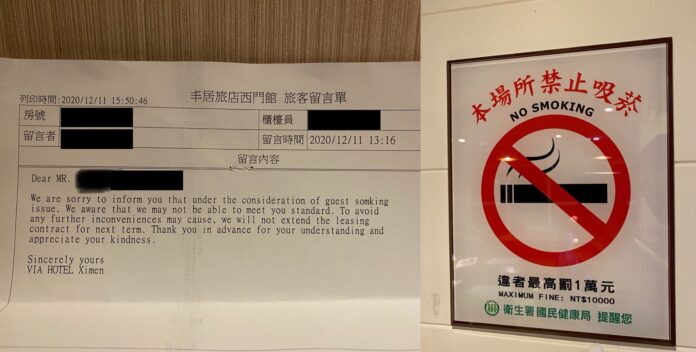 丰居旅店西門館 旅客留言單
列印時間:2020/12/11 15:50:46
房號
櫃檯員
留言者
留言時間 2020/12/11 13:16
留言內容
Dear MR.
We are sorry to inform you that under the consideration of guest somking
issue. We aware that we may not be able to meet you standard. To avoid
any further inconveniences may cause, we will not extend the leasing
contract for next term. Thank you in advance for your understanding and
appreciate your kindness.
Sincerely yours
VIA HOTEL Ximen
本場所禁止吸菸
NO SMOKING
違者最高罰1萬元
MAXIMUM FINE: NT$10000
衛生署國民健康局 提醒您